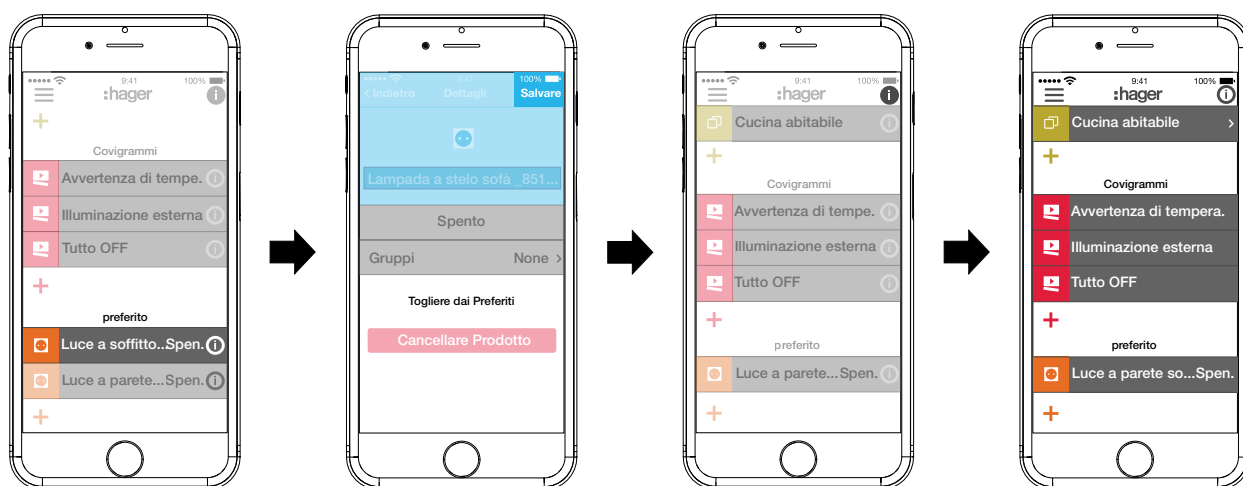 9:41
100%
:hager
Covigrammi
Avvertenza di tempe.
Illuminazione esterna
Tutto OFF
preferito
Luce a soffitto..Spen.
Luce a parete...Spen.
9:41
100%
< Indietro Dettagli Salvare
Lampada a stelo sofà _851...
Spento
Gruppi None >
Togliere dai Preferiti
Cancellare Prodotto
9:41
100%
:hager
Cucina abitabile
Covigrammi
Avvertenza di tempe.
Illuminazione esterna
Tutto OFF
preferito
Luce a parete...Spen.
9:41
100%
:hager
Cucina abitabile >
Covigrammi
Avvertenza di tempera.
Illuminazione esterna
Tutto OFF
preferito
Luce a parete so...Spen.